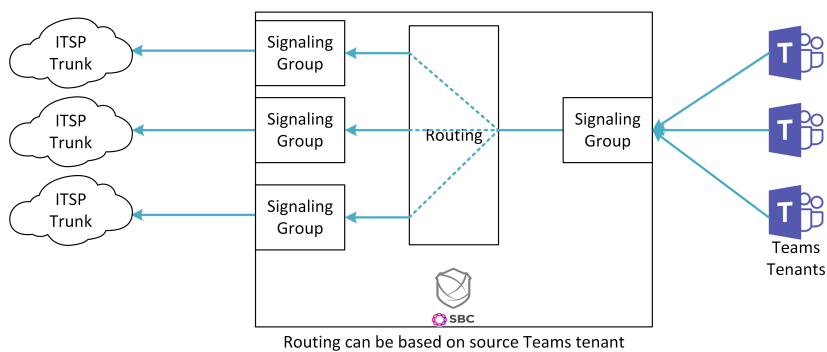 ITSP
Trunk
Signaling
Group
T
ITSP
Trunk
Signaling
Group
Routing
Signaling
Group
T
ITSP
Trunk
Signaling
Group
T
Teams
Tenants
SBC
Routing can be based on source Teams tenant